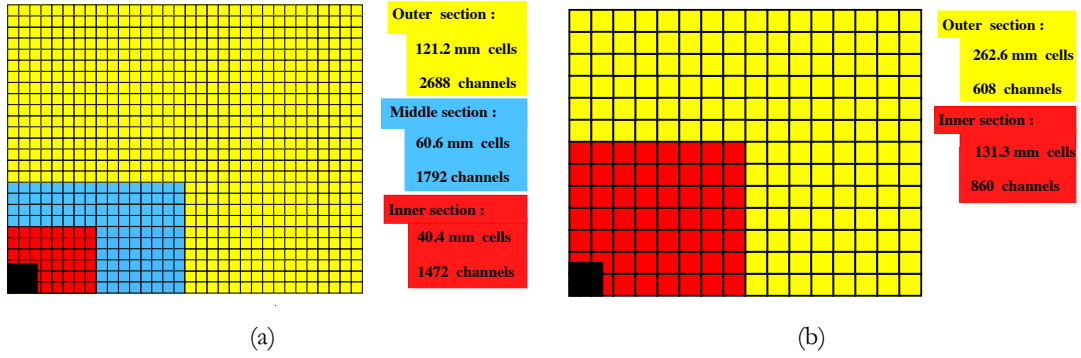 Outer section :
121.2 mm cells
2688 channels
Middle section :
60.6 mm cells
1792 channels
Inner section :
40.4 mm cells
1472 channels
Outer section :
262.6 mm cells
608 channels
Inner section :
131.3 mm cells
860 channels
(a)
(b)